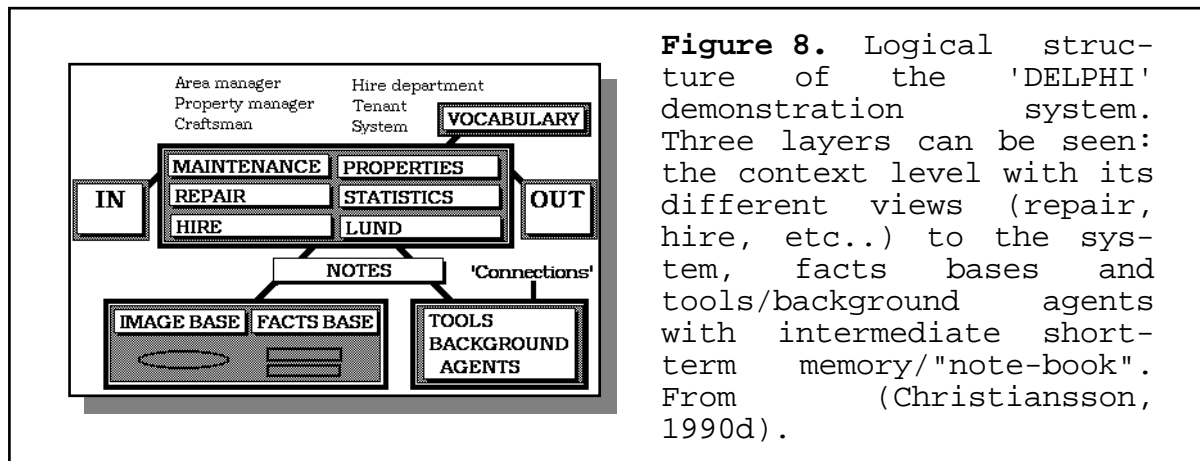 Area manager
Property manager
Craftsman
Hire department
Tenant
System
VOCABULARY
IN
MAINTENANCE
PROPERTIES
REPAIR
STATISTICS
HIRE
LUND
OUT
NOTES
'Connections'
IMAGE BASE
FACTS BASE
TOOLS
BACKGROUND
AGENTS
Figure 8. Logical struc-
ture of the 'DELPHI'
demonstration system.
Three layers can be seen:
the context level with its
different views (repair,
hire, etc..) to the sys-
tem, facts bases and
tools/background agents
with intermediate short-
term memory/"note-book".
From (Christiansson,
1990d).